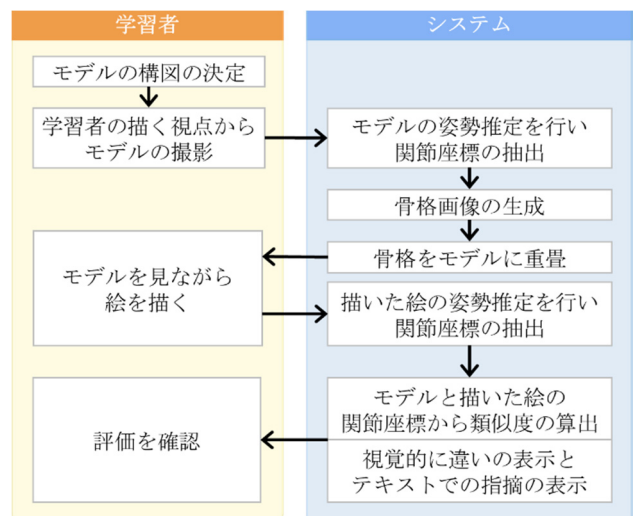 学習者
システム
モデルの構図の決定
学習者の描く視点から
モデルの撮影
モデルの姿勢推定を行い
関節座標の抽出
骨格画像の生成
骨格をモデルに重畳
モデルを見ながら
絵を描く
描いた絵の姿勢推定を行い
関節座標の抽出
モデルと描いた絵の
関節座標から類似度の算出
視覚的に違いの表示と
テキストでの指摘の表示
評価を確認